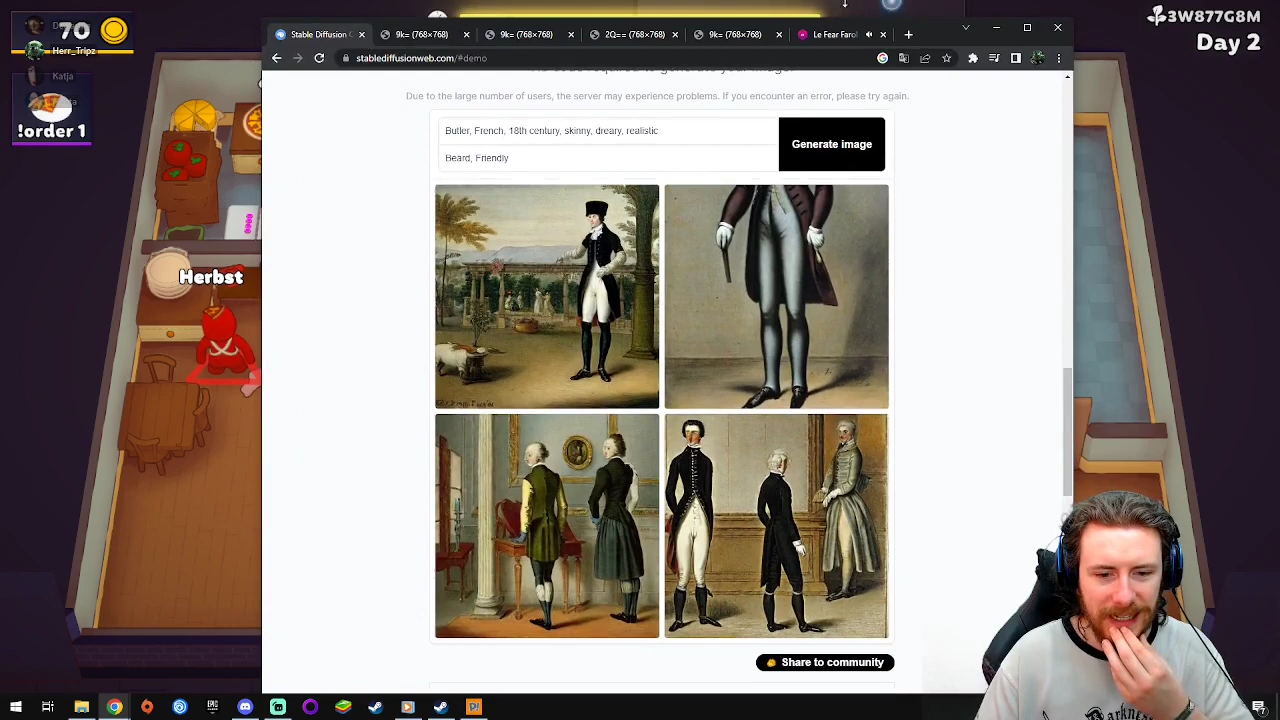 70
Herr_Tr1pz
Katja
!order 1
Herbst
3W877G8M
Day 2
Stable Diffusion
9k= (768×768)
9k= (768×768)
2Q== (768×768)
9k= (768×768)
Le Fear Farol
stablediffusionweb.com/#demo
Due to the large number of users, the server may experience problems. If you encounter an error, please try again.
Butler, French, 18th century, skinny, dreary, realistic
Beard, Friendly
Generate image
Share to community